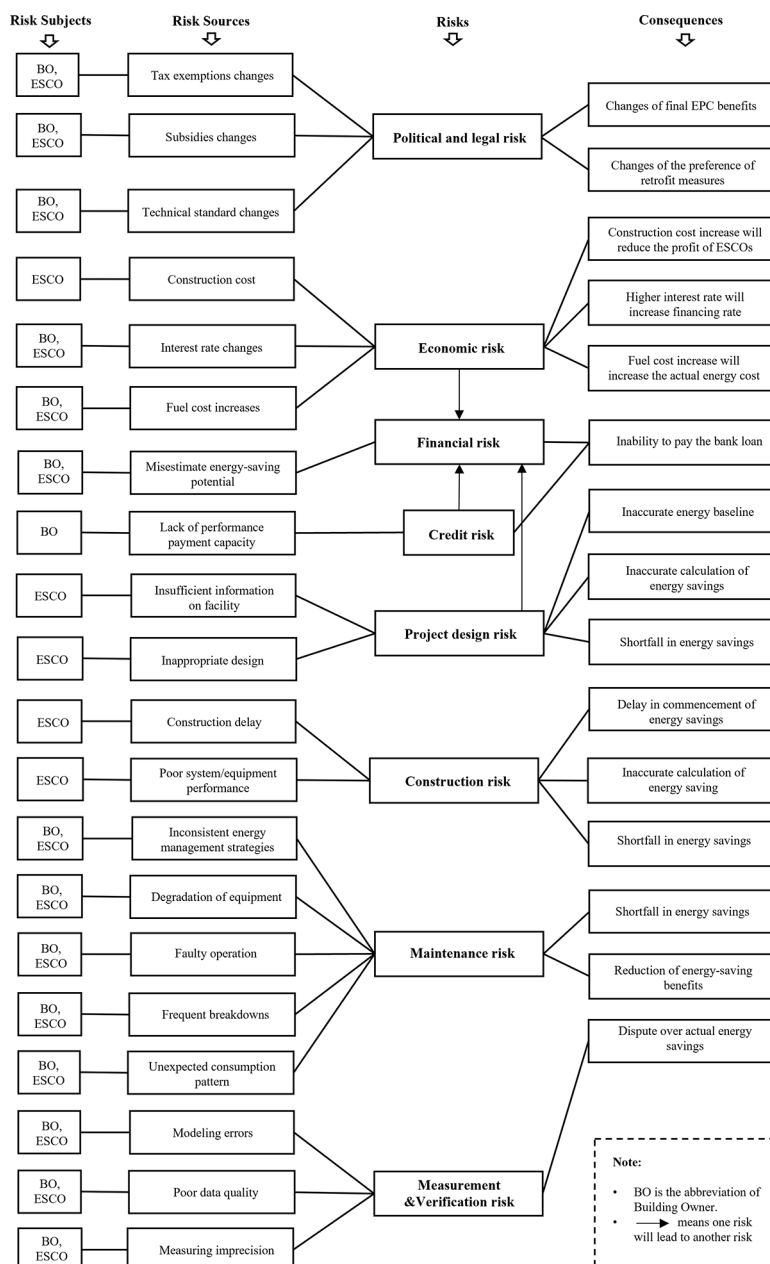 Risk Subjects
Risk Sources
Risks
Consequences
BO,
ESCO
Tax exemptions changes
BO,
ESCO
Subsidies changes
BO,
ESCO
Technical standard changes
Political and legal risk
Changes of final EPC benefits
Changes of the preference of
retrofit measures
ESCO
Construction cost
BO,
ESCO
Interest rate changes
BO,
ESCO
Fuel cost increases
Economic risk
Construction cost increase will
reduce the profit of ESCOs
Higher interest rate will
increase financing rate
Fuel cost increase will
increase the actual energy cost
BO,
ESCO
Misestimate energy-saving
potential
Financial risk
Inability to pay the bank loan
BO
Lack of performance
payment capacity
Credit risk
ESCO
Insufficient information
on facility
ESCO
Inappropriate design
Project design risk
Inaccurate energy baseline
Inaccurate calculation of
energy savings
Shortfall in energy savings
ESCO
Construction delay
ESCO
Poor system/equipment
performance
Construction risk
Delay in commencement of
energy savings
Inaccurate calculation of
energy saving
Shortfall in energy savings
BO,
ESCO
Inconsistent energy
management strategies
BO,
ESCO
Degradation of equipment
BO,
ESCO
Faulty operation
BO,
ESCO
Frequent breakdowns
BO,
ESCO
Unexpected consumption
pattern
Maintenance risk
Shortfall in energy savings
Reduction of energy-saving
benefits
BO,
ESCO
Modeling errors
BO,
ESCO
Poor data quality
BO,
ESCO
Measuring imprecision
Measurement
&Verification risk
Dispute over actual energy
savings
Note:
• BO is the abbreviation of
Building Owner.
• means one risk
will lead to another risk